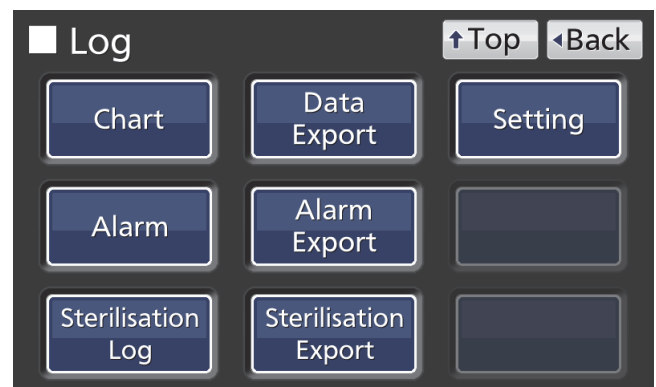 Log
↑Top ◂Back
Chart
Data
Export
Setting
Alarm
Alarm
Export
Sterilisation
Log
Sterilisation
Export